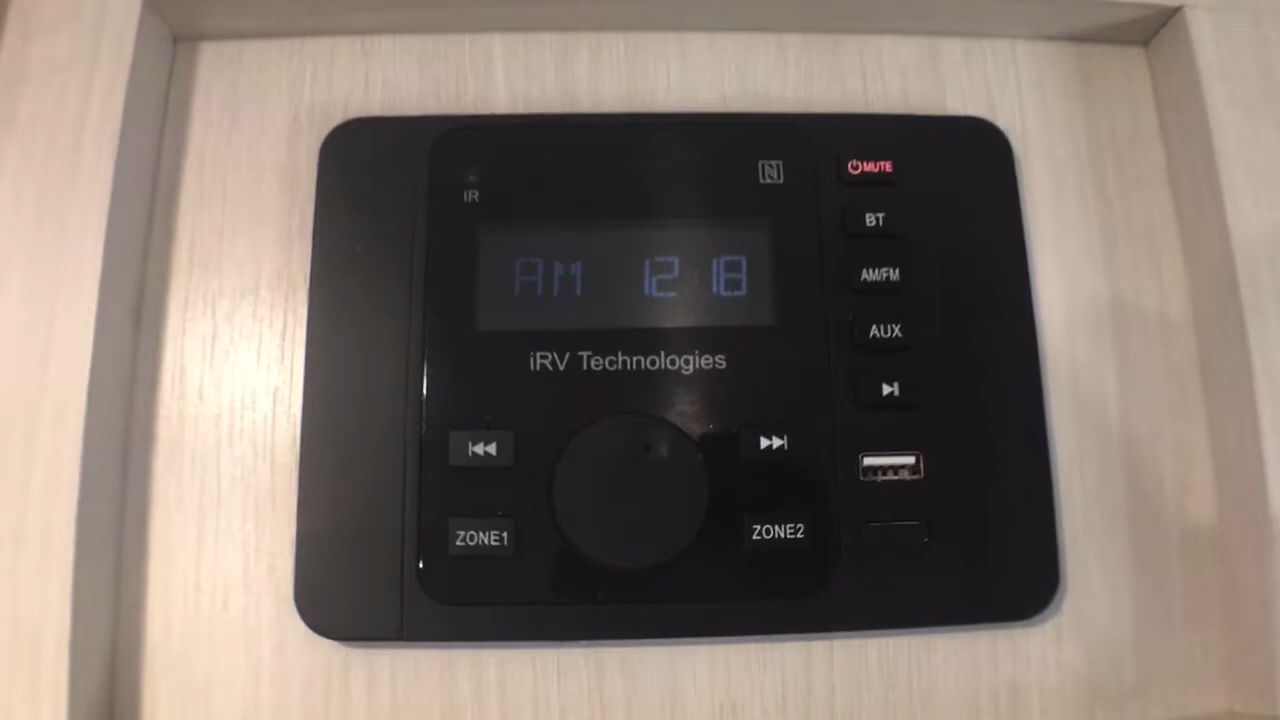 MUTE
IR
BT
AM 12 18
AM/FM
AUX
iRV Technologies
ZONE1
ZONE2